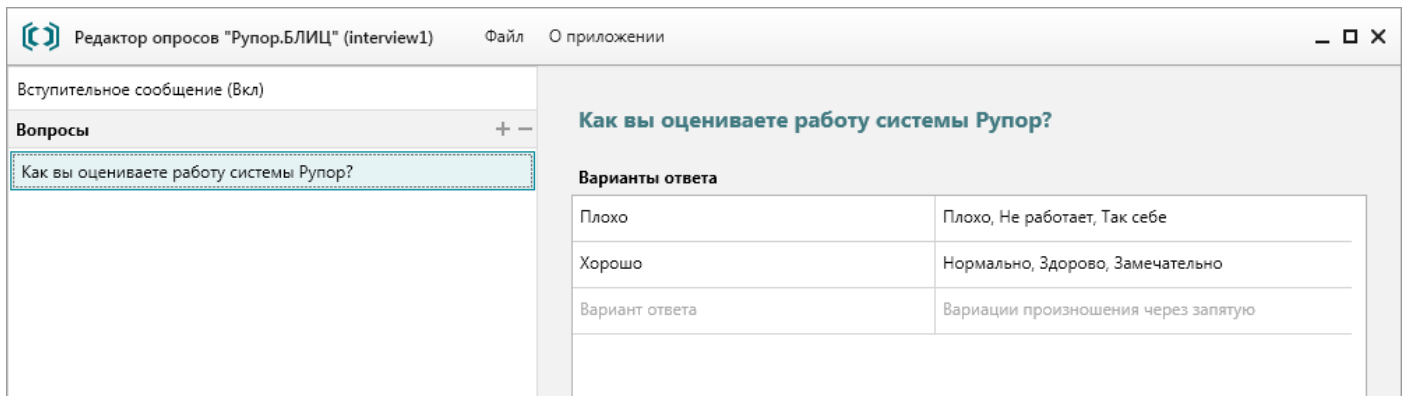 Редактор опросов "Рупор.БЛИЦ" (interview1) Файл О приложении
Вступительное сообщение (Вкл)
Вопросы
Как вы оцениваете работу системы Рупор?
Как вы оцениваете работу системы Рупор?
Варианты ответа
Плохо Плохо, Не работает, Так себе
Хорошо Нормально, Здорово, Замечательно
Вариант ответа Вариации произношения через запятую